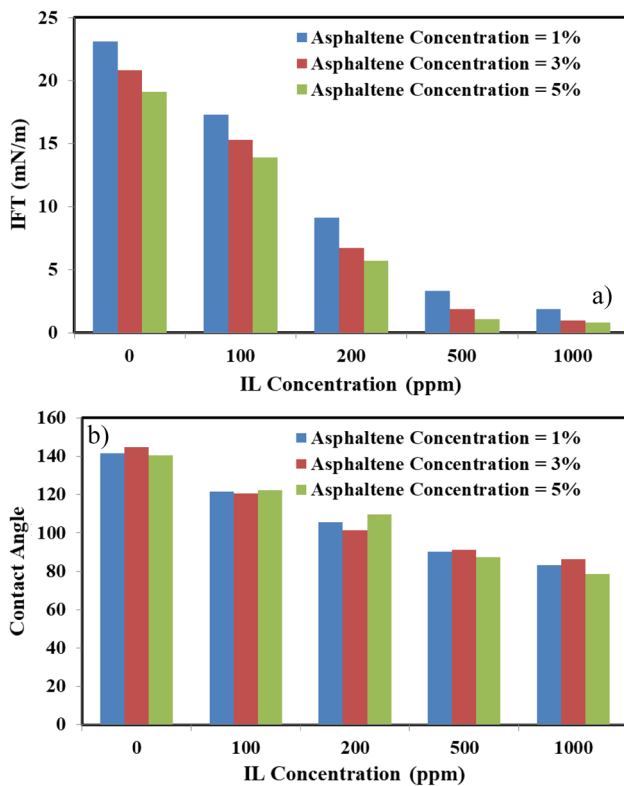 25
20
15
10
5
0
IFT (mN/m)
Asphaltene Concentration = 1%
Asphaltene Concentration = 3%
Asphaltene Concentration = 5%
a)
0 100 200 500 1000
IL Concentration (ppm)
b)
160
140
120
100
80
60
40
20
0
Contact Angle
Asphaltene Concentration = 1%
Asphaltene Concentration = 3%
Asphaltene Concentration = 5%
0 100 200 500 1000
IL Concentration (ppm)